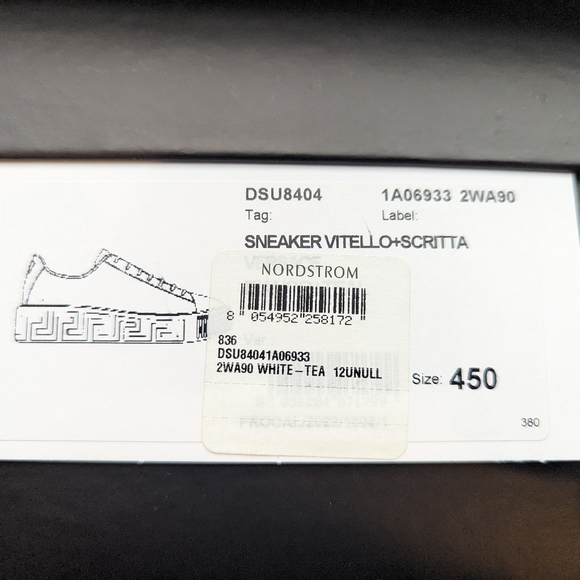 DSU8404 1A06933 2WA90
Tag: Label:
SNEAKER VITELLO+SCRITTA
NORDSTROM
8 054952 258172
836
DSU84041A06933
2WA90 WHITE-TEA 12UNULL
Size: 450
380